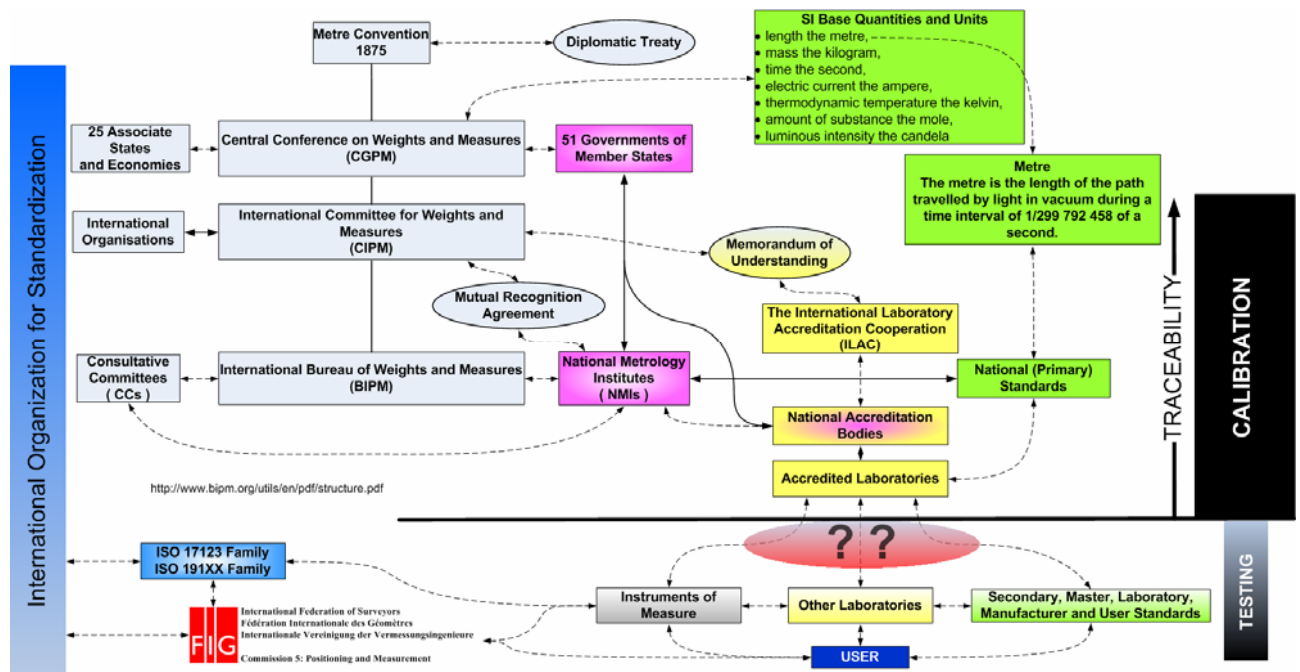 International Organization for Standardization
Metre Convention
1875
Diplomatic Treaty
SI Base Quantities and Units
• length the metre,
• mass the kilogram,
• time the second,
• electric current the ampere,
• thermodynamic temperature the kelvin,
• amount of substance the mole,
• luminous intensity the candela
25 Associate
States
and Economies
Central Conference on Weights and Measures
(CGPM)
51 Governments of
Member States
Metre
The metre is the length of the path
travelled by light in vacuum during a
time interval of 1/299 792 458 of a
second.
International
Organisations
International Committee for Weights and
Measures
(CIPM)
Memorandum of
Understanding
Mutual Recognition
Agreement
The International Laboratory
Accreditation Cooperation
(ILAC)
Consultative
Committees
( CCs )
International Bureau of Weights and Measures
(BIPM)
National Metrology
Institutes
( NMIs )
National (Primary)
Standards
National Accreditation
Bodies
Accredited Laboratories
TRACEABILITY
CALIBRATION
http://www.bipm.org/utils/en/pdf/structure.pdf
? ?
ISO 17123 Family
ISO 191XX Family
FIG
International Federation of Surveyors
Fédération Internationale des Géomètres
Internationale Vereinigung der Vermessungsingenieure
Commission 5: Positioning and Measurement
Instruments of
Measure
Other Laboratories
Secondary, Master, Laboratory,
Manufacturer and User Standards
USER
TESTING